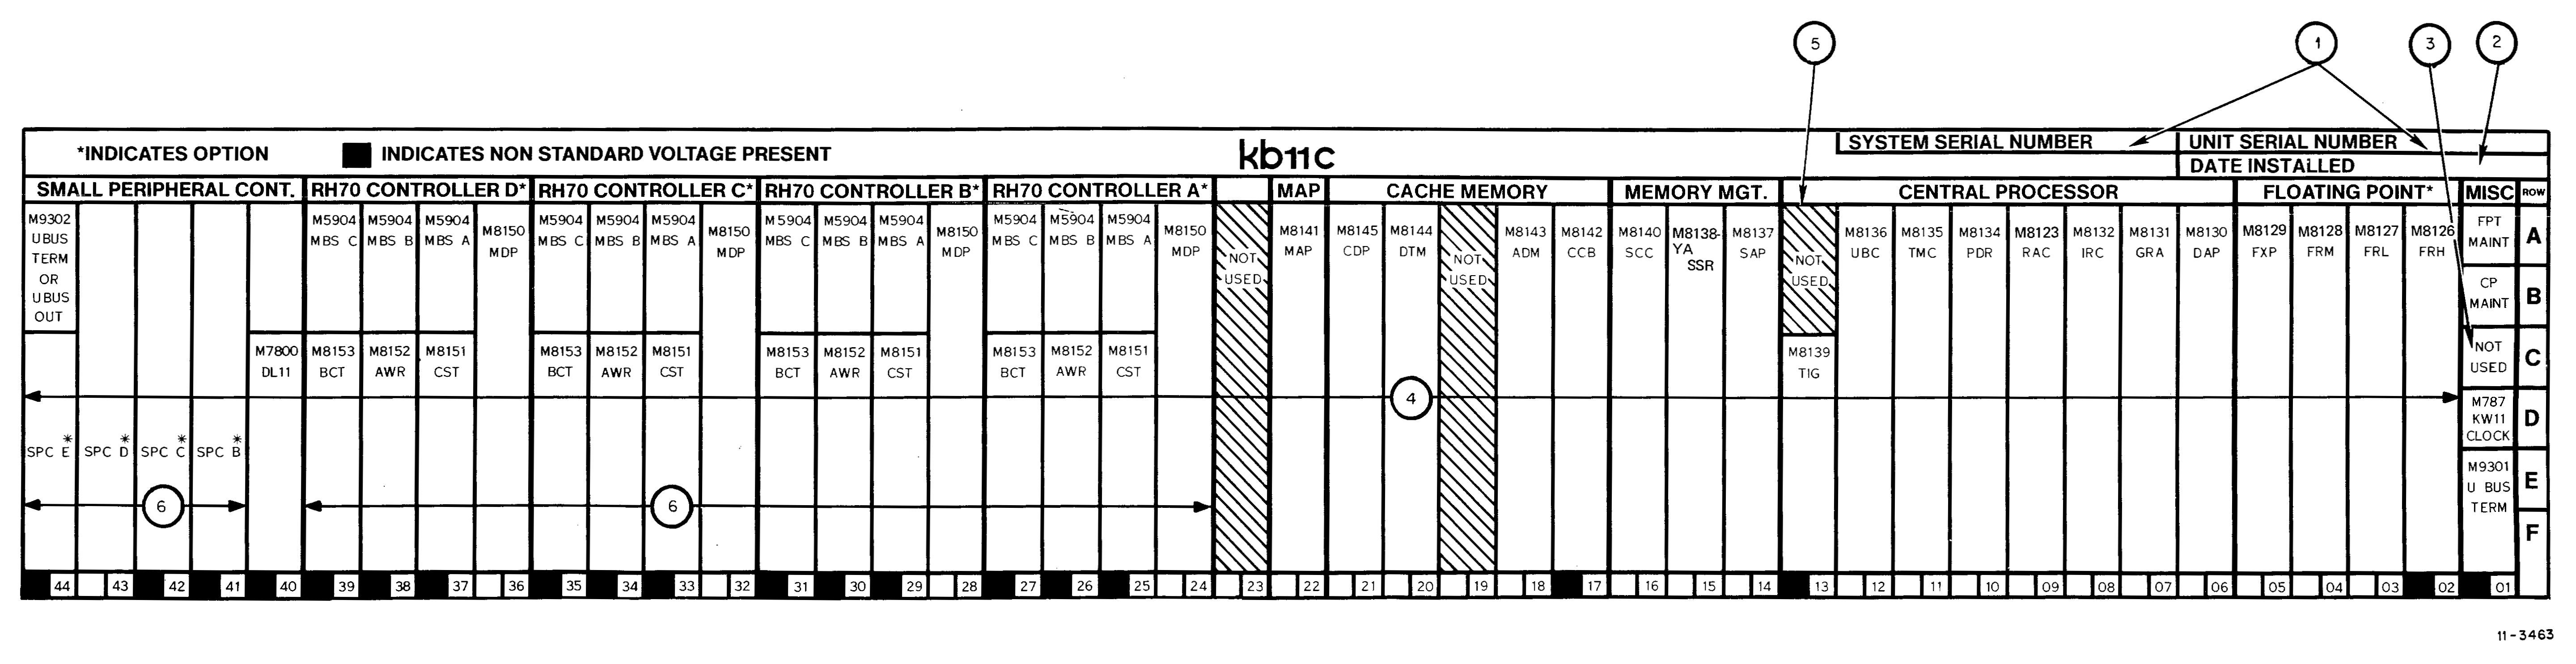 5
1
3
2
*INDICATES OPTION
INDICATES NON STANDARD VOLTAGE PRESENT
kb11c
SYSTEM SERIAL NUMBER
UNIT SERIAL NUMBER
DATE INSTALLED
SMALL PERIPHERAL CONT.
RH70 CONTROLLER D*
RH70 CONTROLLER C*
RH70 CONTROLLER B*
RH70 CONTROLLER A*
MAP
CACHE MEMORY
MEMORY MGT.
CENTRAL PROCESSOR
FLOATING POINT*
MISC
ROW
M9302
UBUS
TERM
OR
UBUS
OUT
SPC E*
SPC D*
SPC C*
SPC B*
M7800
DL11
M5904
MBS C
M8153
BCT
M5904
MBS B
M8152
AWR
M5904
MBS A
M8151
CST
M8150
MDP
M5904
MBS C
M8153
BCT
M5904
MBS B
M8152
AWR
M5904
MBS A
M8151
CST
M8150
MDP
M5904
MBS C
M8153
BCT
M5904
MBS B
M8152
AWR
M5904
MBS A
M8151
CST
M8150
MDP
M5904
MBS C
M8153
BCT
M5904
MBS B
M8152
AWR
M5904
MBS A
M8151
CST
M8150
MDP
NOT
USED
M8141
MAP
M8145
CDP
M8144
DTM
NOT
USED
M8143
ADM
M8142
CCB
M8140
SCC
M8138-
YA
SSR
M8137
SAP
NOT
USED
M8139
TIG
M8136
UBC
M8135
TMC
M8134
PDR
M8123
RAC
M8132
IRC
M8131
GRA
M8130
DAP
M8129
FXP
M8128
FRM
M8127
FRL
M8126
FRH
FPT
MAINT
CP
MAINT
NOT
USED
M787
KW11
CLOCK
M9301
U BUS
TERM
A
B
C
D
E
F
4
6
6
44 43 42 41 40 39 38 37 36 35 34 33 32 31 30 29 28 27 26 25 24 23 22 21 20 19 18 17 16 15 14 13 12 11 10 09 08 07 06 05 04 03 02 01
11-3463